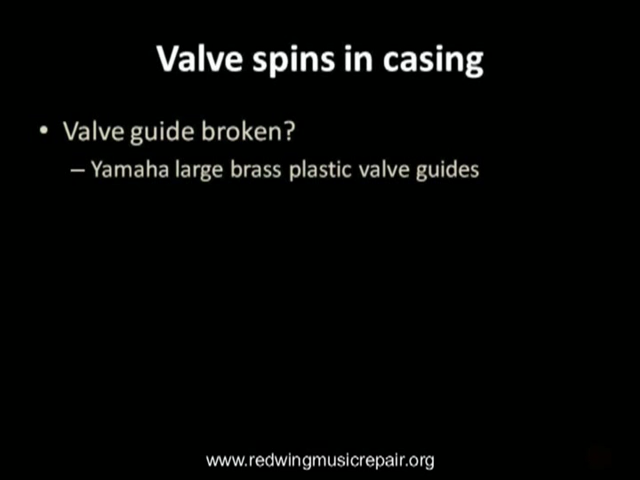 Valve spins in casing
• Valve guide broken?
– Yamaha large brass plastic valve guides
www.redwingmusicrepair.org